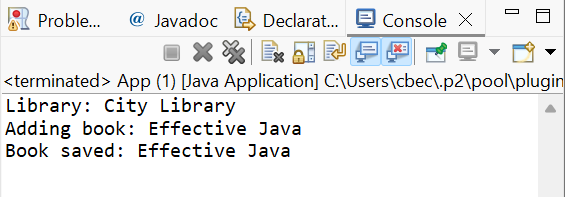 Proble...
Javadoc
Declarat...
Console
<terminated> App (1) [Java Application] C:\Users\cbec\.p2\pool\plugin
Library: City Library
Adding book: Effective Java
Book saved: Effective Java